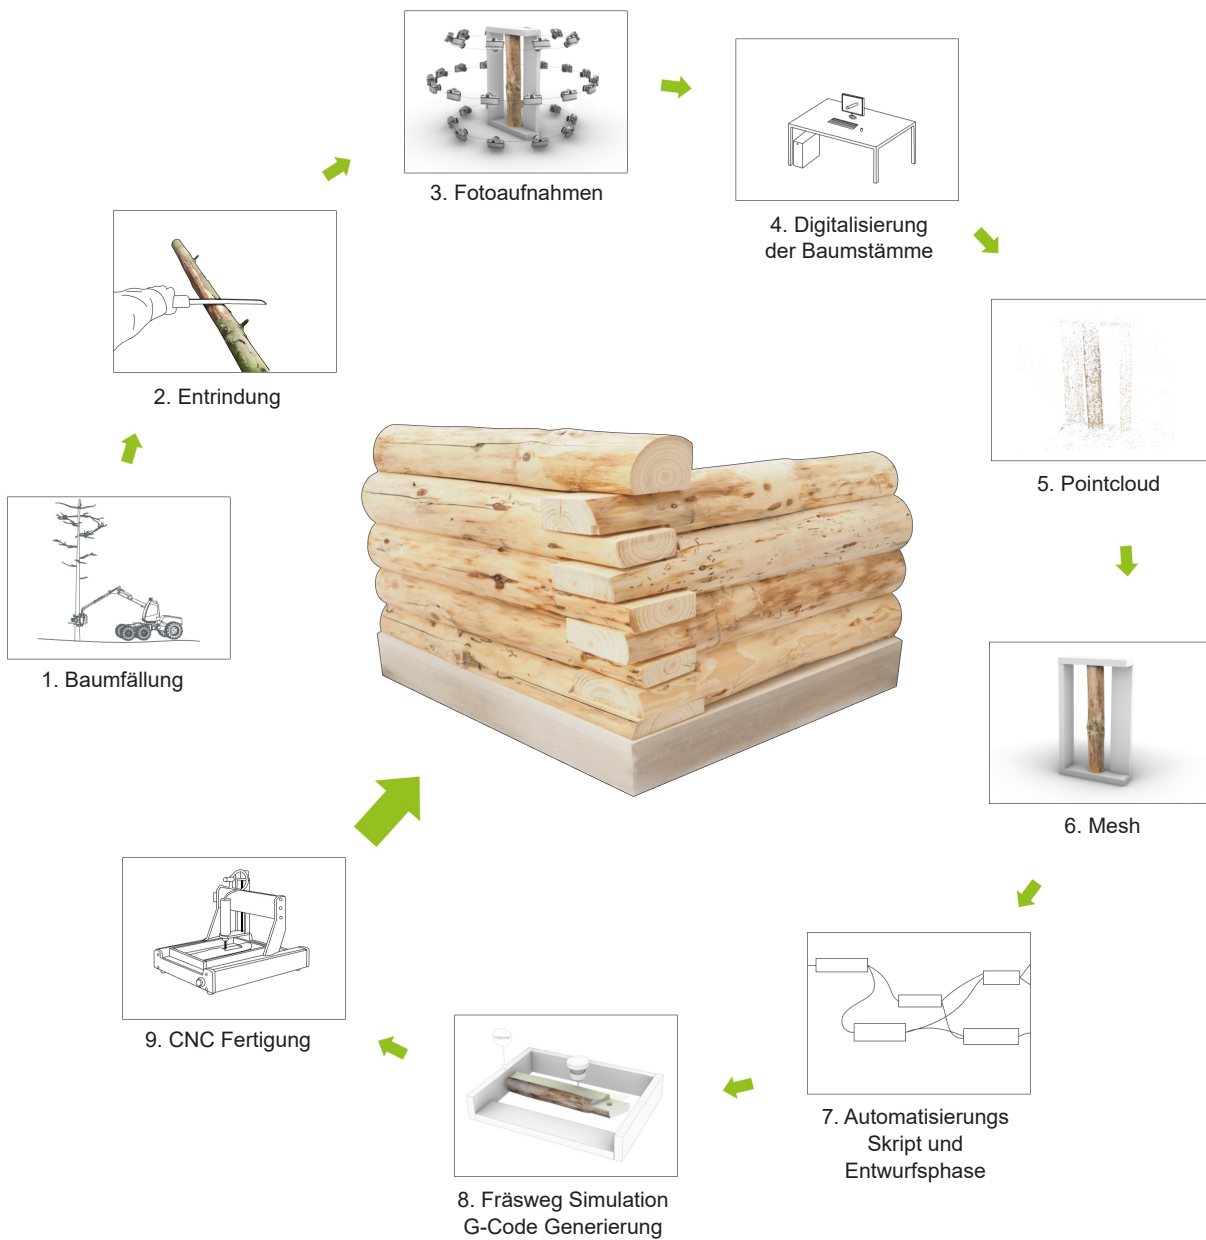 3. Fotoaufnahmen
4. Digitalisierung
der Baumstämme
2. Entrindung
5. Pointcloud
1. Baumfällung
6. Mesh
9. CNC Fertigung
7. Automatisierungs
Skript und
Entwurfsphase
8. Fräsweg Simulation
G-Code Generierung